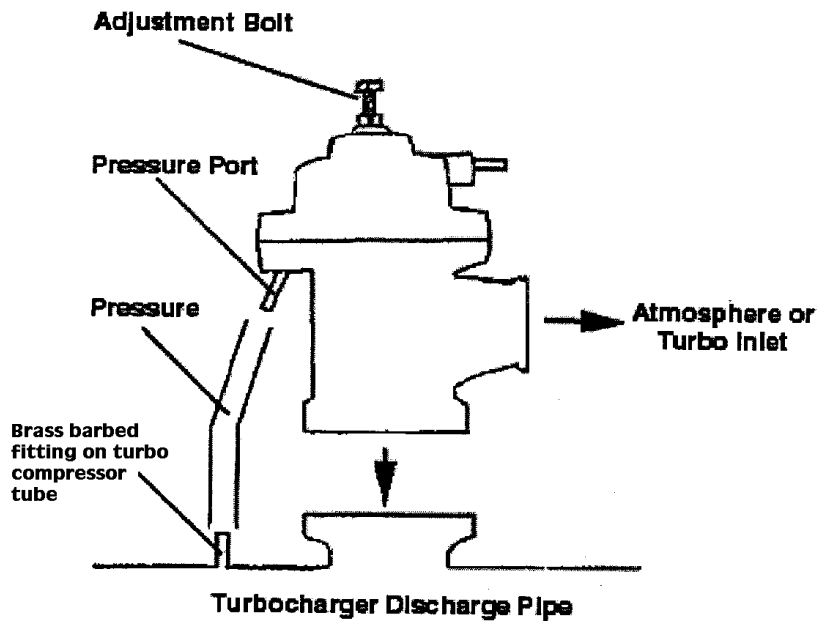 Adjustment Bolt
Pressure Port
Pressure
Atmosphere or
Turbo Inlet
Brass barbed
fitting on turbo
compressor
tube
Turbocharger Discharge Pipe